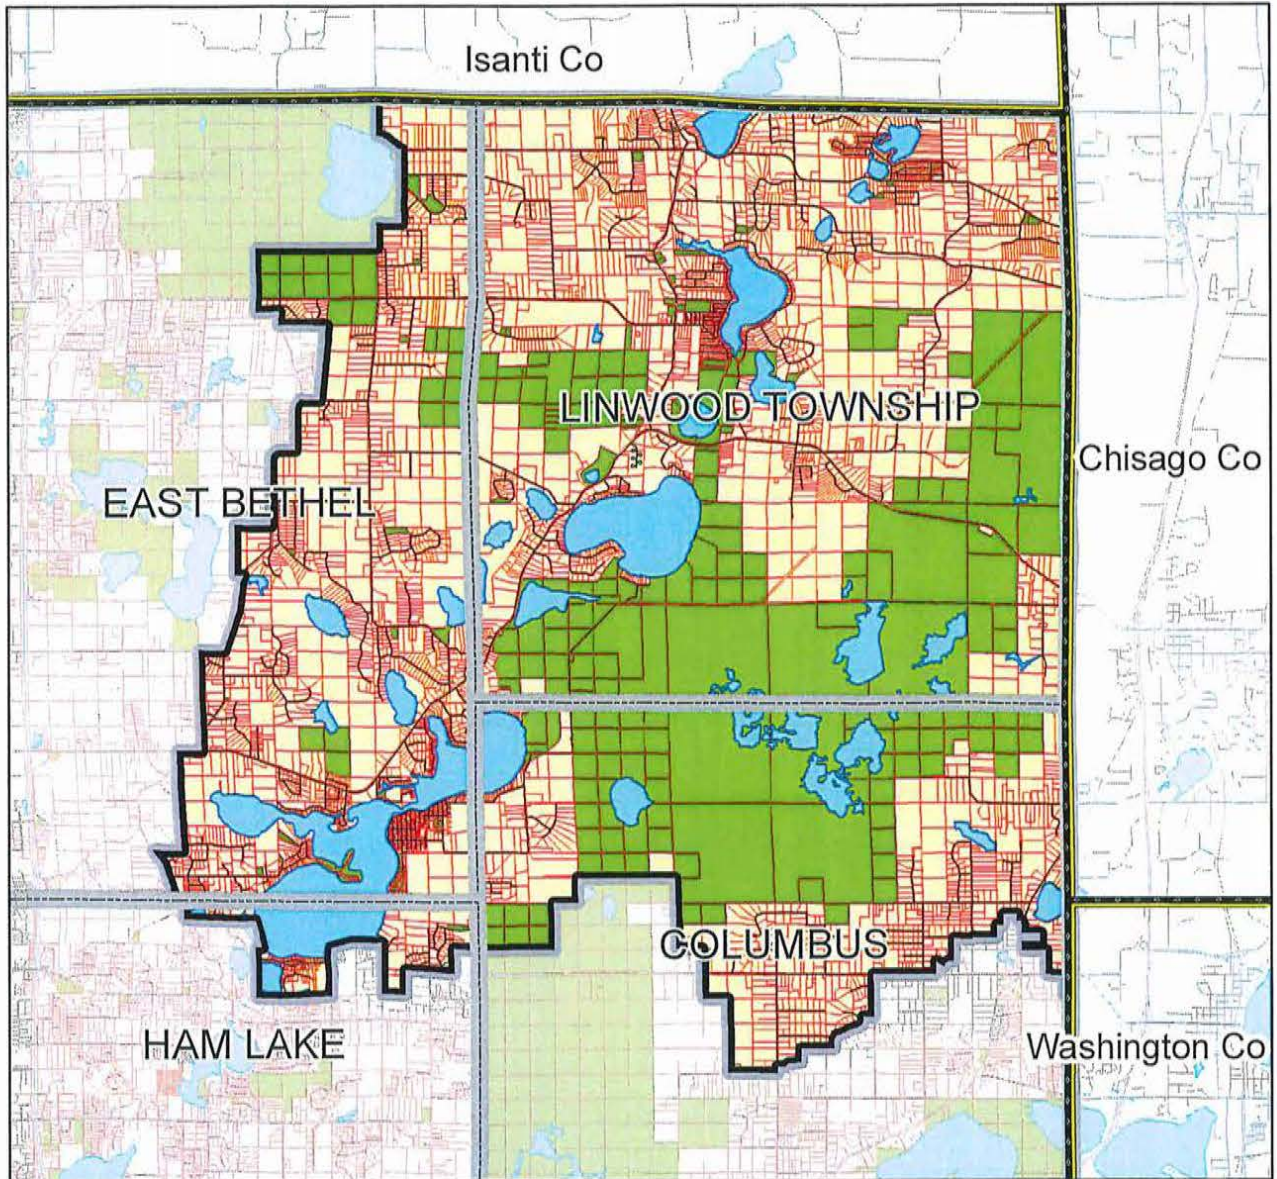 Isanti Co
LINWOOD TOWNSHIP
Chisago Co
EAST BETHEL
COLUMBUS
HAM LAKE
Washington Co